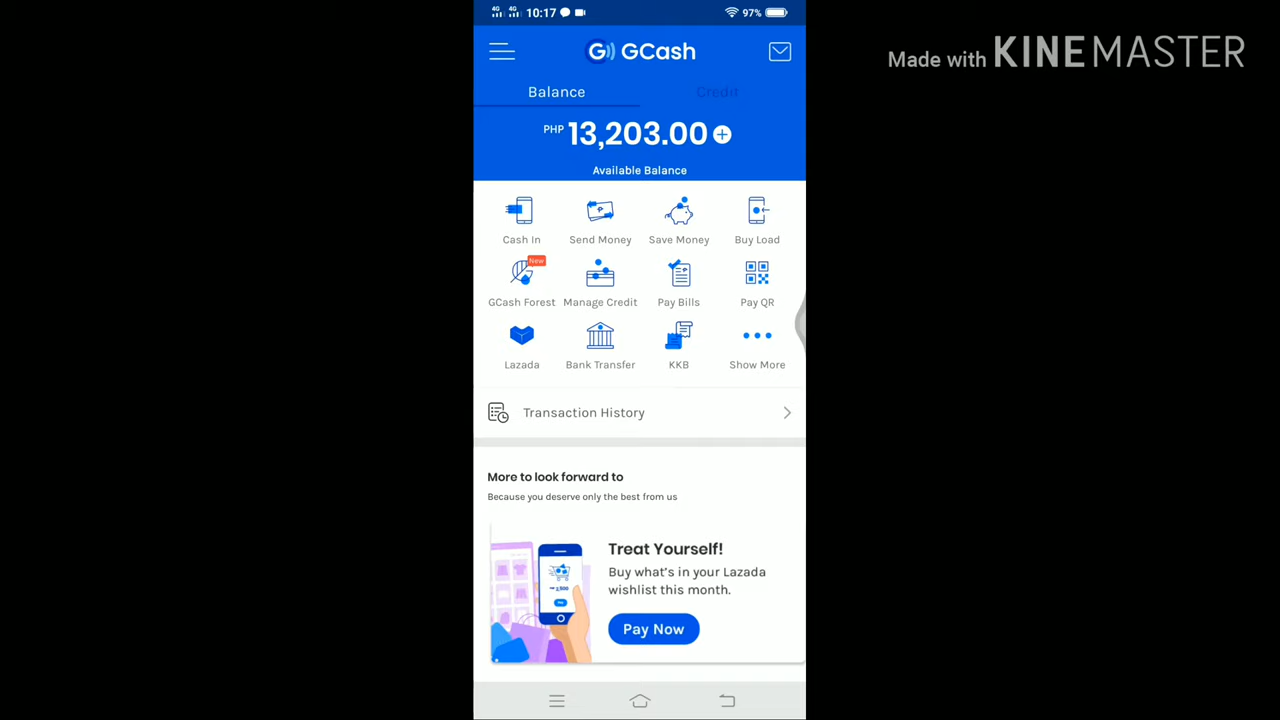 4G 4G 10:17 97%
Made with KINEMASTER
GCash
Balance Credit
PHP 13,203.00
Available Balance
Cash In Send Money Save Money Buy Load
New
GCash Forest Manage Credit Pay Bills Pay QR
Lazada Bank Transfer KKB Show More
Transaction History
More to look forward to
Because you deserve only the best from us
Treat Yourself!
Buy what's in your Lazada
wishlist this month.
Pay Now